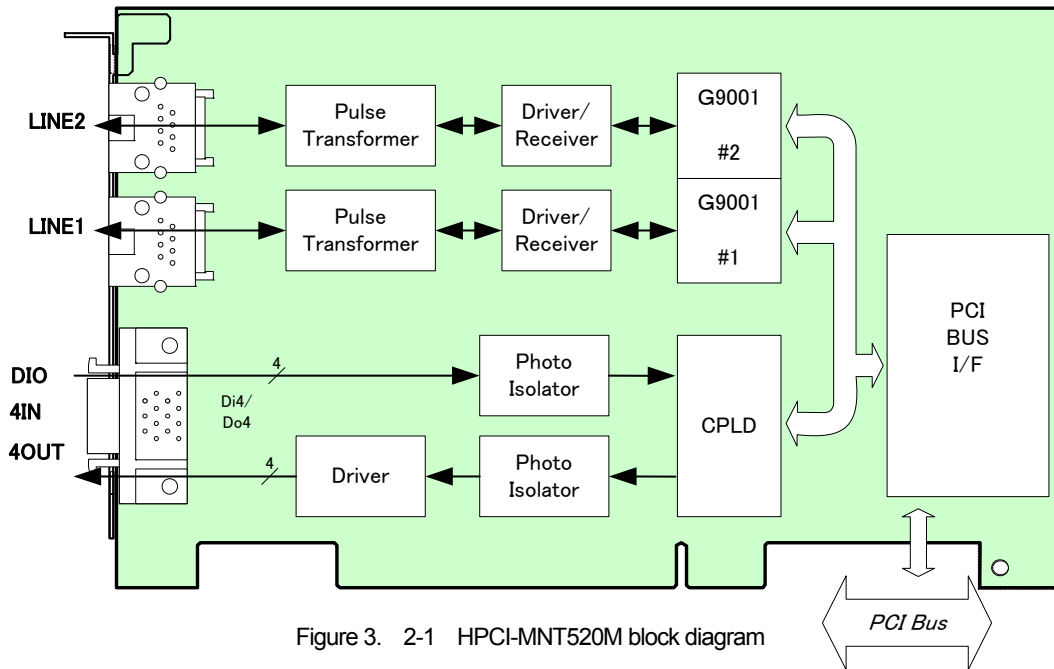 LINE2
Pulse
Transformer
Driver/
Receiver
G9001
#2
LINE1
Pulse
Transformer
Driver/
Receiver
G9001
#1
PCI
BUS
I/F
DIO
4IN
4OUT
4
Di4/
Do4
Photo
Isolator
CPLD
4
Driver
Photo
Isolator
PCI Bus
Figure 3. 2-1 HPCI-MNT520M block diagram